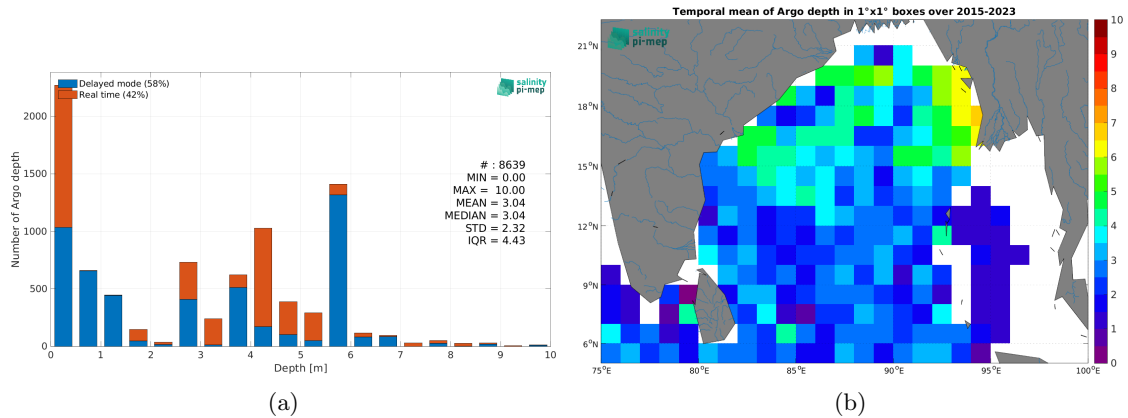 Delayed mode (58%)
Real time (42%)
salinity
pi-mep
# : 8639
MIN = 0.00
MAX = 10.00
MEAN = 3.04
MEDIAN = 3.04
STD = 2.32
IQR = 4.43
Number of Argo depth
2000
1500
1000
500
0
0 1 2 3 4 5 6 7 8 9 10
Depth [m]
(a)
Temporal mean of Argo depth in 1°x1° boxes over 2015-2023
salinity
pi-mep
21°N
18°N
15°N
12°N
9°N
6°N
75°E 80°E 85°E 90°E 95°E 100°E
10
9
8
7
6
5
4
3
2
1
0
(b)